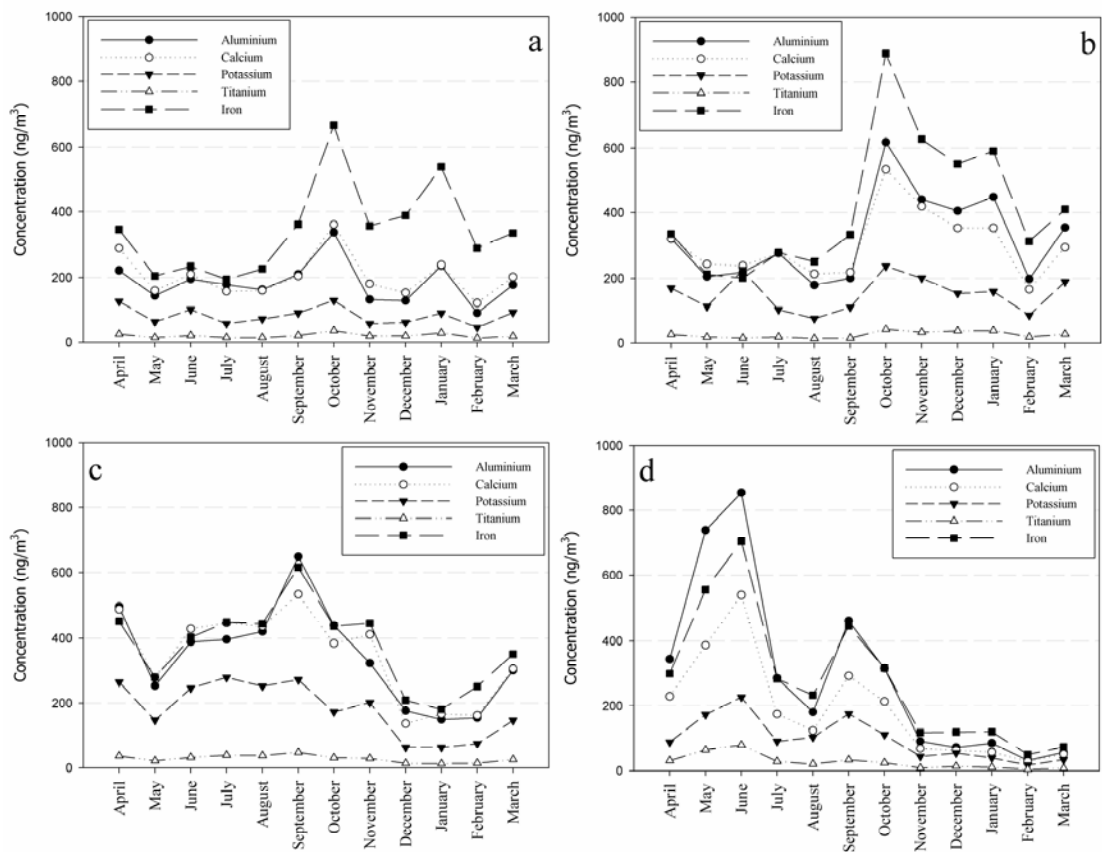 1000
800
600
400
200
0
Concentration (ng/m³)
Aluminium
Calcium
Potassium
Titanium
Iron
a
April
May
June
July
August
September
October
November
December
January
February
March
1000
800
600
400
200
0
Concentration (ng/m³)
Aluminium
Calcium
Potassium
Titanium
Iron
b
April
May
June
July
August
September
October
November
December
January
February
March
1000
800
600
400
200
0
Concentration (ng/m³)
c
Aluminium
Calcium
Potassium
Titanium
Iron
April
May
June
July
August
September
October
November
December
January
February
March
1000
800
600
400
200
0
Concentration (ng/m³)
d
Aluminium
Calcium
Potassium
Titanium
Iron
April
May
June
July
August
September
October
November
December
January
February
March